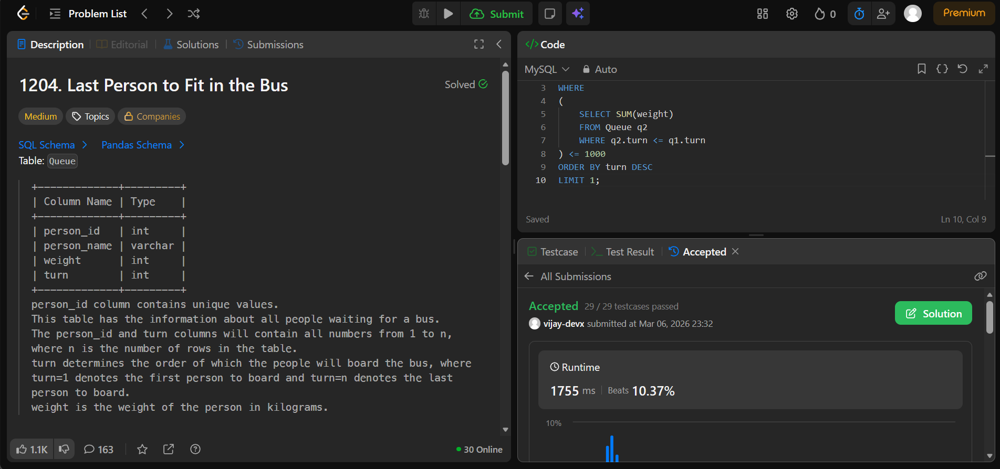 Problem List
Submit
0
Premium
Description
Editorial
Solutions
Submissions
1204. Last Person to Fit in the Bus
Solved
Medium
Topics
Companies
SQL Schema
Pandas Schema
Table: Queue
+-------------+---------+
| Column Name | Type    |
+-------------+---------+
| person_id   | int     |
| person_name | varchar |
| weight      | int     |
| turn        | int     |
+-------------+---------+
person_id column contains unique values.
This table has the information about all people waiting for a bus.
The person_id and turn columns will contain all numbers from 1 to n,
where n is the number of rows in the table.
turn determines the order of which the people will board the bus, where
turn=1 denotes the first person to board and turn=n denotes the last
person to board.
weight is the weight of the person in kilograms.
1.1K
163
30 Online
</> Code
MySQL
Auto
3 WHERE
4 (
5     SELECT SUM(weight)
6     FROM Queue q2
7     WHERE q2.turn <= q1.turn
8 ) <= 1000
9 ORDER BY turn DESC
10 LIMIT 1;
Saved
Ln 10, Col 9
Testcase
Test Result
Accepted
All Submissions
Accepted 29 / 29 testcases passed
vijay-devx submitted at Mar 06, 2026 23:32
Solution
Runtime
1755 ms Beats 10.37%
10%